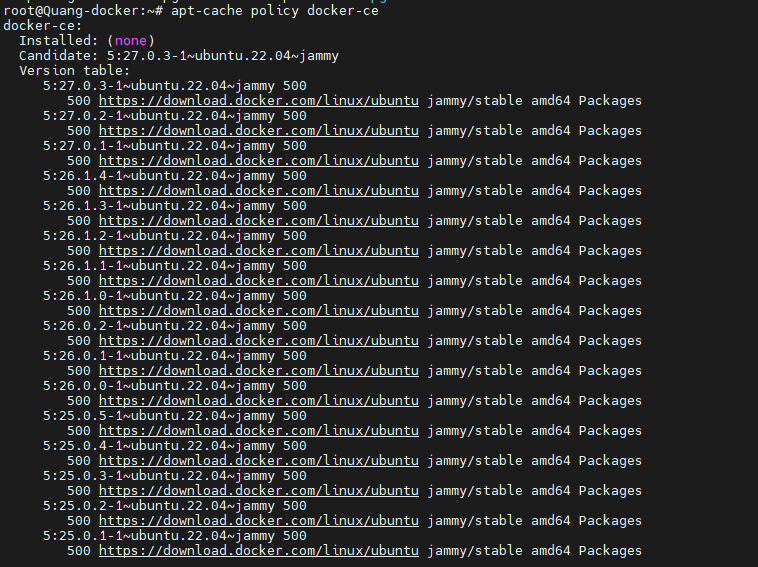 root@Quang-docker:~# apt-cache policy docker-ce
docker-ce:
  Installed: (none)
  Candidate: 5:27.0.3-1~ubuntu.22.04~jammy
  Version table:
     5:27.0.3-1~ubuntu.22.04~jammy 500
        500 https://download.docker.com/linux/ubuntu jammy/stable amd64 Packages
     5:27.0.2-1~ubuntu.22.04~jammy 500
        500 https://download.docker.com/linux/ubuntu jammy/stable amd64 Packages
     5:27.0.1-1~ubuntu.22.04~jammy 500
        500 https://download.docker.com/linux/ubuntu jammy/stable amd64 Packages
     5:26.1.4-1~ubuntu.22.04~jammy 500
        500 https://download.docker.com/linux/ubuntu jammy/stable amd64 Packages
     5:26.1.3-1~ubuntu.22.04~jammy 500
        500 https://download.docker.com/linux/ubuntu jammy/stable amd64 Packages
     5:26.1.2-1~ubuntu.22.04~jammy 500
        500 https://download.docker.com/linux/ubuntu jammy/stable amd64 Packages
     5:26.1.1-1~ubuntu.22.04~jammy 500
        500 https://download.docker.com/linux/ubuntu jammy/stable amd64 Packages
     5:26.1.0-1~ubuntu.22.04~jammy 500
        500 https://download.docker.com/linux/ubuntu jammy/stable amd64 Packages
     5:26.0.2-1~ubuntu.22.04~jammy 500
        500 https://download.docker.com/linux/ubuntu jammy/stable amd64 Packages
     5:26.0.1-1~ubuntu.22.04~jammy 500
        500 https://download.docker.com/linux/ubuntu jammy/stable amd64 Packages
     5:26.0.0-1~ubuntu.22.04~jammy 500
        500 https://download.docker.com/linux/ubuntu jammy/stable amd64 Packages
     5:25.0.5-1~ubuntu.22.04~jammy 500
        500 https://download.docker.com/linux/ubuntu jammy/stable amd64 Packages
     5:25.0.4-1~ubuntu.22.04~jammy 500
        500 https://download.docker.com/linux/ubuntu jammy/stable amd64 Packages
     5:25.0.3-1~ubuntu.22.04~jammy 500
        500 https://download.docker.com/linux/ubuntu jammy/stable amd64 Packages
     5:25.0.2-1~ubuntu.22.04~jammy 500
        500 https://download.docker.com/linux/ubuntu jammy/stable amd64 Packages
     5:25.0.1-1~ubuntu.22.04~jammy 500
        500 https://download.docker.com/linux/ubuntu jammy/stable amd64 Packages